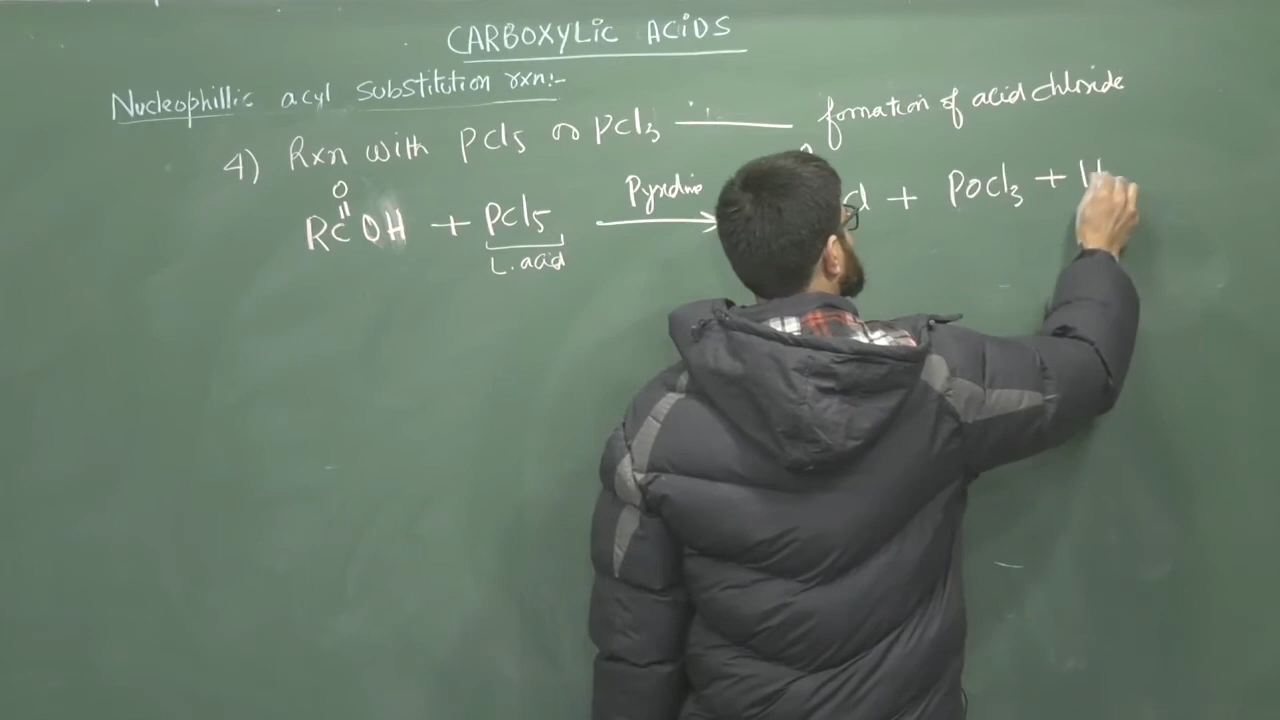 CARBOXYLIC ACIDS
Nucleophillic acyl substitution rxn:-
4) Rxn with PCl5 or PCl3 — formation of acid chloride
O
RC OH + PCl5 Pyridine Cl + POCl3 + H
L. acid